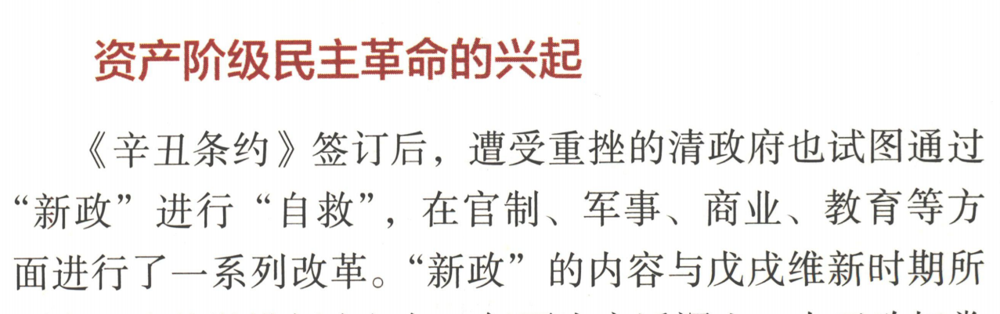 资产阶级民主革命的兴起
《辛丑条约》签订后，遭受重挫的清政府也试图通过
“新政”进行“自救”，在官制、军事、商业、教育等方
面进行了一系列改革。“新政”的内容与戊戌维新时期所